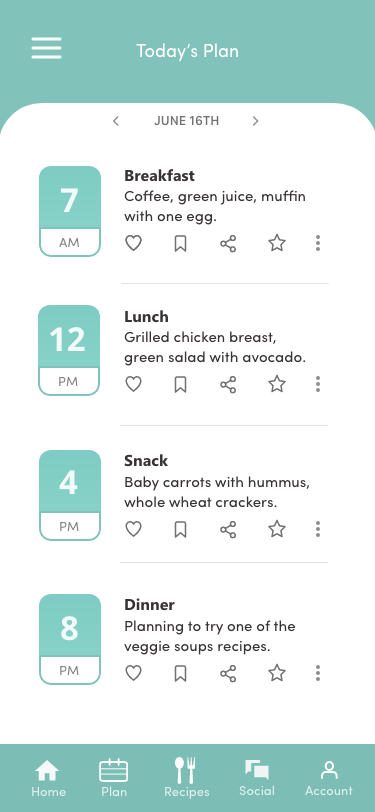 Today's Plan
JUNE 16TH
7
AM
Breakfast
Coffee, green juice, muffin
with one egg.
12
PM
Lunch
Grilled chicken breast,
green salad with avocado.
4
PM
Snack
Baby carrots with hummus,
whole wheat crackers.
8
PM
Dinner
Planning to try one of the
veggie soups recipes.
Home Plan Recipes Social Account